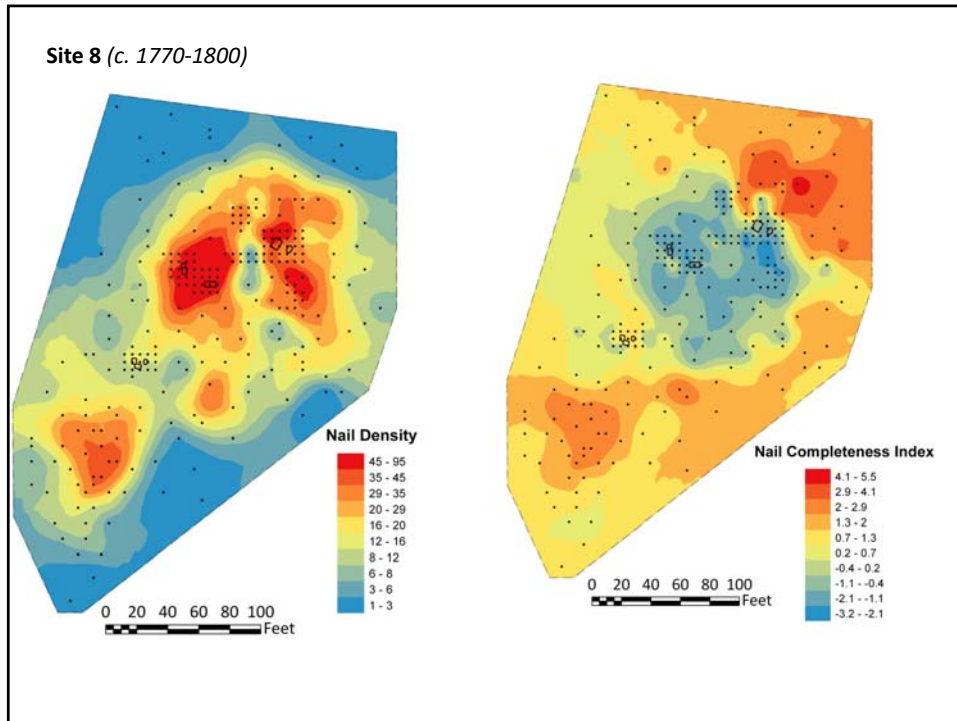 Site 8 (c. 1770-1800)
Nail Density
45 - 95
35 - 45
29 - 35
20 - 29
16 - 20
12 - 16
8 - 12
6 - 8
3 - 6
1 - 3
0 20 40 60 80 100
Feet
Nail Completeness Index
4.1 - 5.5
2.9 - 4.1
2 - 2.9
1.3 - 2
0.7 - 1.3
0.2 - 0.7
-0.4 - 0.2
-1.1 - -0.4
-2.1 - -1.1
-3.2 - -2.1
0 20 40 60 80 100
Feet